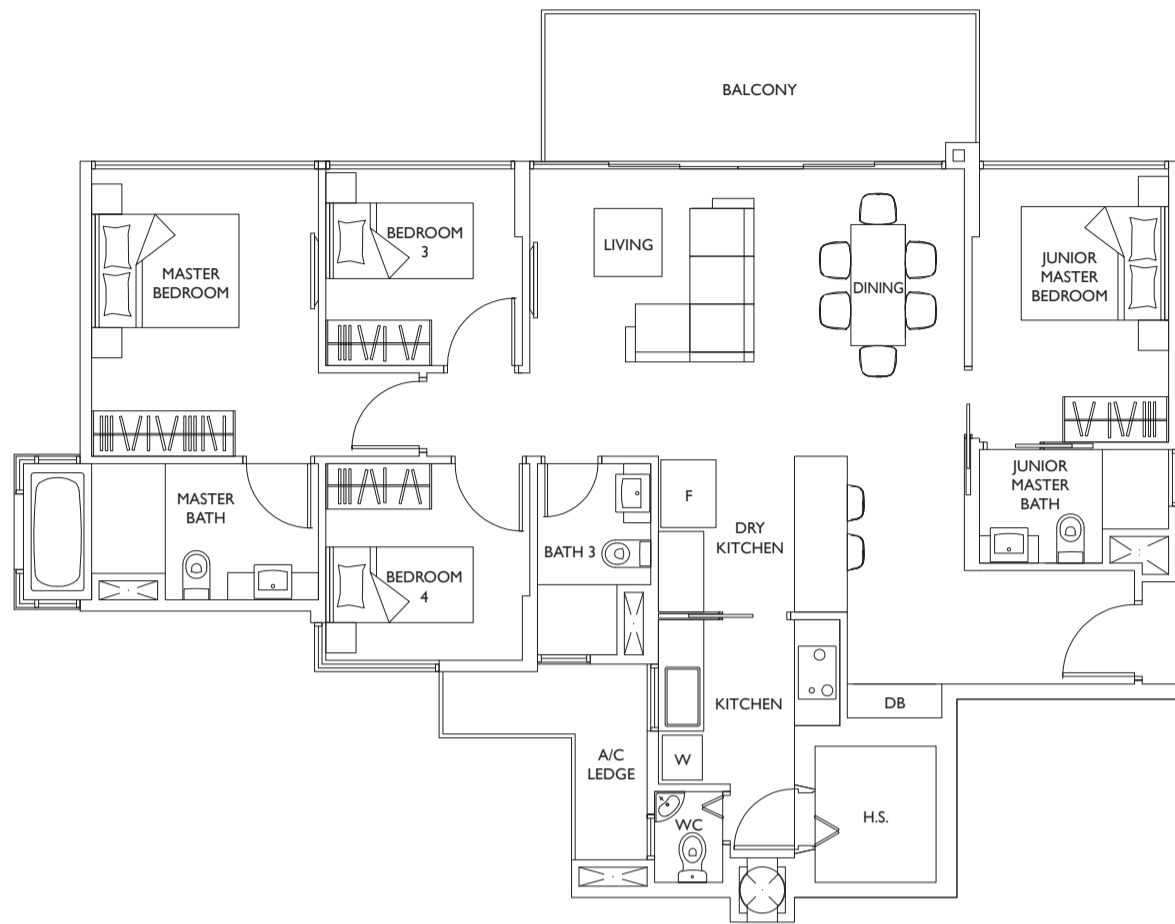 BALCONY
MASTER
BEDROOM
BEDROOM
3
LIVING
DINING
JUNIOR
MASTER
BEDROOM
MASTER
BATH
BEDROOM
4
BATH 3
F
DRY
KITCHEN
JUNIOR
MASTER
BATH
KITCHEN
DB
A/C
LEDGE
W
WC
H.S.